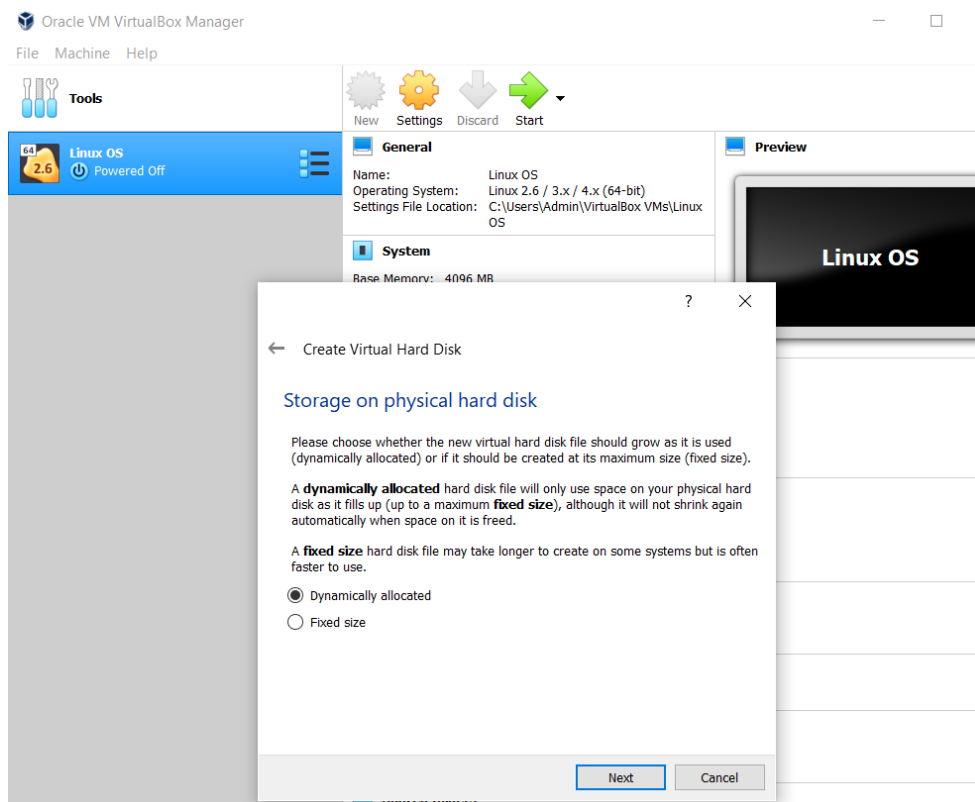 Oracle VM VirtualBox Manager
File Machine Help
Tools
New Settings Discard Start
64
2.6
Linux OS
Powered Off
General
Name: Linux OS
Operating System: Linux 2.6 / 3.x / 4.x (64-bit)
Settings File Location: C:\Users\Admin\VirtualBox VMs\Linux
OS
System
Base Memory: 4096 MB
Preview
Linux OS
?
Create Virtual Hard Disk
Storage on physical hard disk
Please choose whether the new virtual hard disk file should grow as it is used
(dynamically allocated) or if it should be created at its maximum size (fixed size).
A dynamically allocated hard disk file will only use space on your physical hard
disk as it fills up (up to a maximum fixed size), although it will not shrink again
automatically when space on it is freed.
A fixed size hard disk file may take longer to create on some systems but is often
faster to use.
Dynamically allocated
Fixed size
Next Cancel